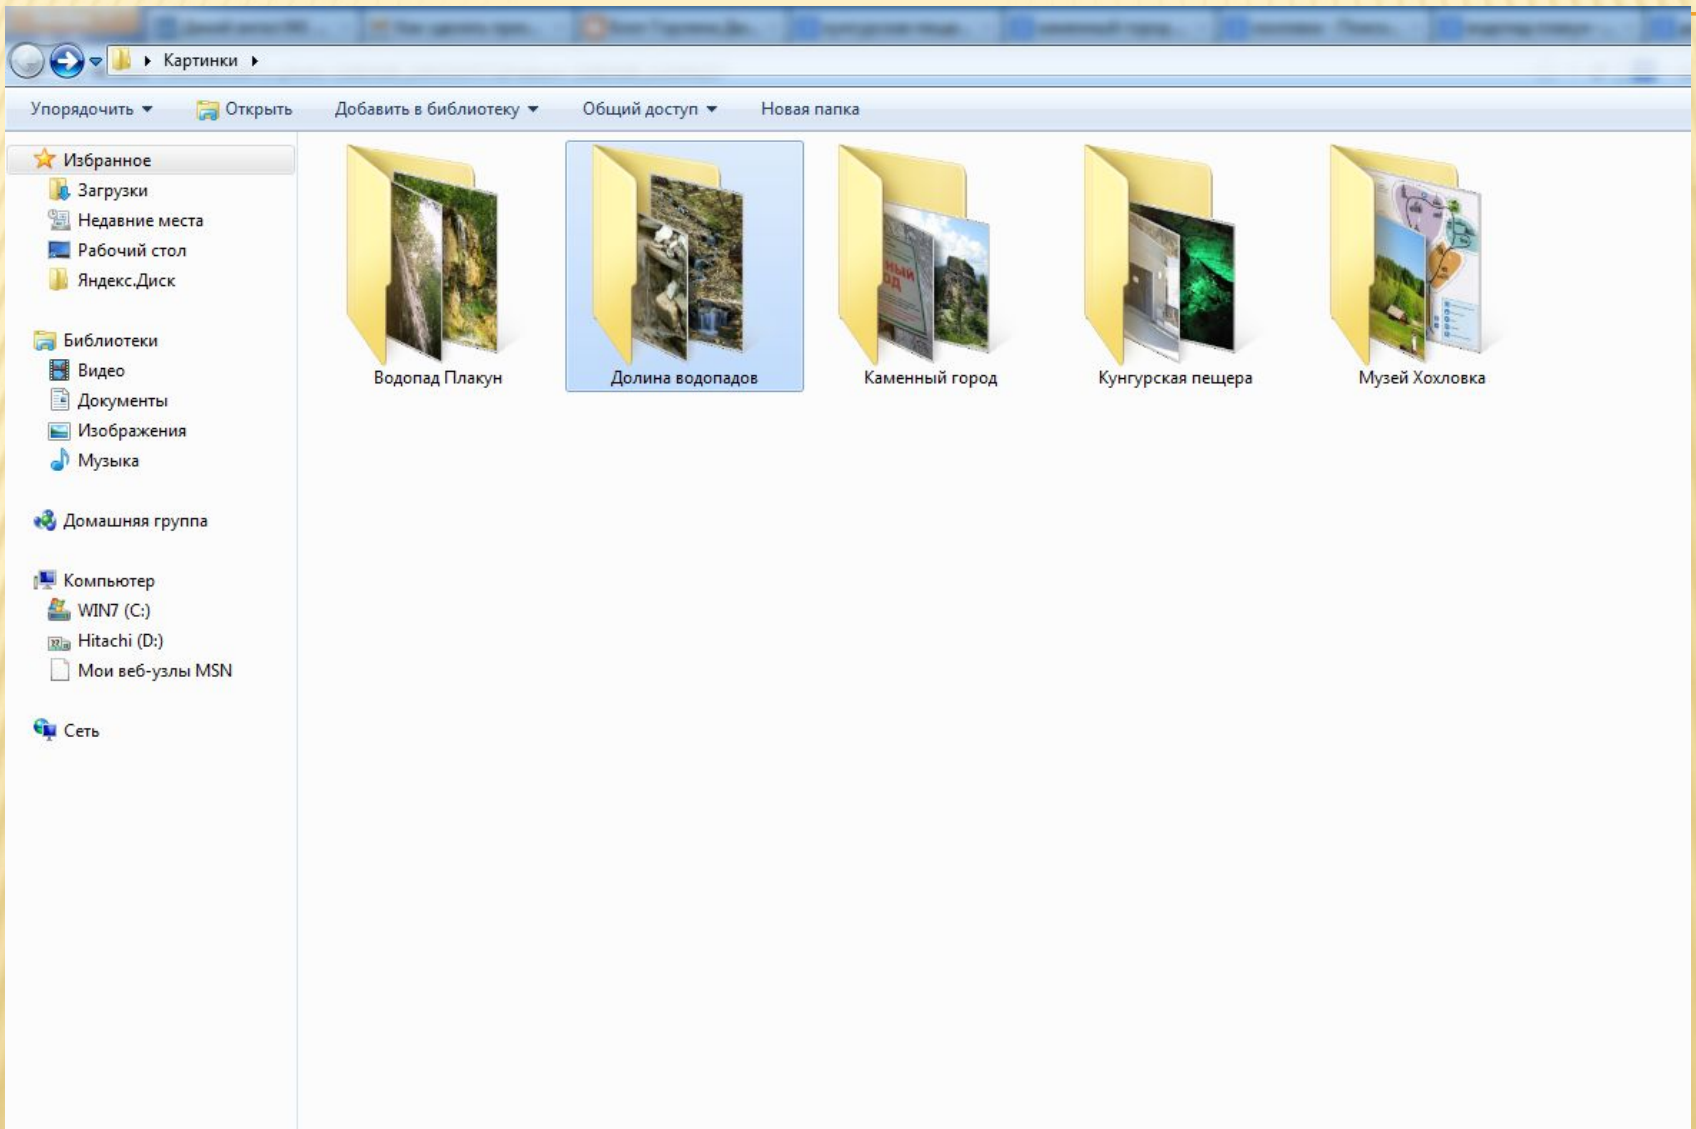 Картинки
Упорядочить
Открыть
Добавить в библиотеку
Общий доступ
Новая папка
Избранное
Загрузки
Недавние места
Рабочий стол
Яндекс.Диск
Библиотеки
Видео
Документы
Изображения
Музыка
Домашняя группа
Компьютер
WIN7 (C:)
Hitachi (D:)
Мои веб-узлы MSN
Сеть
Водопад Плакун
Долина водопадов
Каменный город
Кунгурская пещера
Музей Хохловка